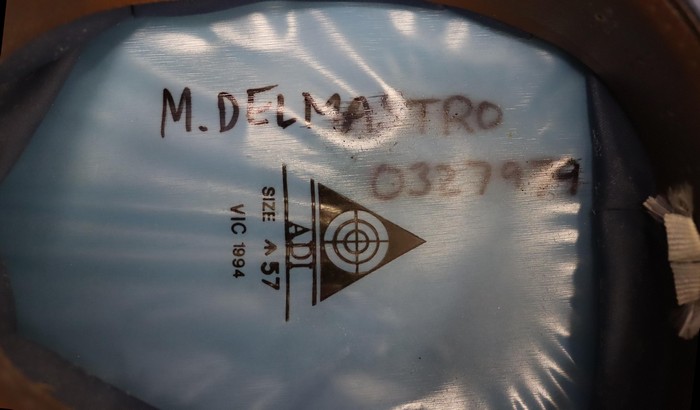 M. DELMASTRO
0327979
ADI
SIZE: ^ 57
VIC 1994